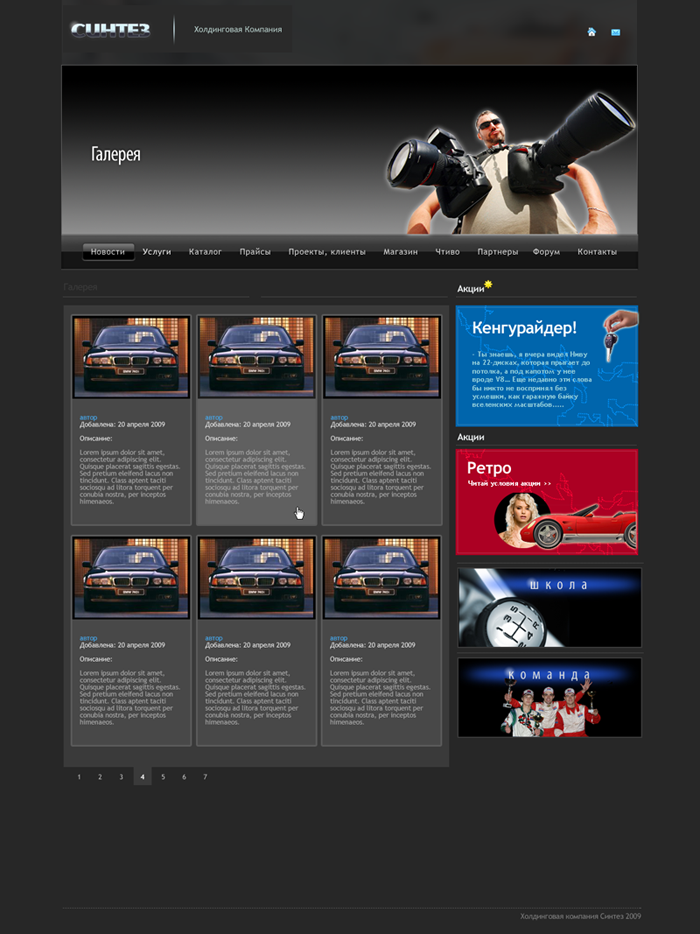 СИНТЕЗ
Холдинговая Компания
Галерея
Новости Услуги Каталог Прайсы Проекты, клиенты Магазин Чтиво Партнеры Форум Контакты
Галерея
автор
Добавлена: 20 апреля 2009
Описание:
Lorem ipsum dolor sit amet,
consectetur adipiscing elit.
Quisque placerat sagittis egestas.
Sed pretium eleifend lacus non
tincidunt. Class aptent taciti
sociosqu ad litora torquent per
conubia nostra, per inceptos
himenaeos.
автор
Добавлена: 20 апреля 2009
Описание:
Lorem ipsum dolor sit amet,
consectetur adipiscing elit.
Quisque placerat sagittis egestas.
Sed pretium eleifend lacus non
tincidunt. Class aptent taciti
sociosqu ad litora torquent per
conubia nostra, per inceptos
himenaeos.
автор
Добавлена: 20 апреля 2009
Описание:
Lorem ipsum dolor sit amet,
consectetur adipiscing elit.
Quisque placerat sagittis egestas.
Sed pretium eleifend lacus non
tincidunt. Class aptent taciti
sociosqu ad litora torquent per
conubia nostra, per inceptos
himenaeos.
автор
Добавлена: 20 апреля 2009
Описание:
Lorem ipsum dolor sit amet,
consectetur adipiscing elit.
Quisque placerat sagittis egestas.
Sed pretium eleifend lacus non
tincidunt. Class aptent taciti
sociosqu ad litora torquent per
conubia nostra, per inceptos
himenaeos.
автор
Добавлена: 20 апреля 2009
Описание:
Lorem ipsum dolor sit amet,
consectetur adipiscing elit.
Quisque placerat sagittis egestas.
Sed pretium eleifend lacus non
tincidunt. Class aptent taciti
sociosqu ad litora torquent per
conubia nostra, per inceptos
himenaeos.
автор
Добавлена: 20 апреля 2009
Описание:
Lorem ipsum dolor sit amet,
consectetur adipiscing elit.
Quisque placerat sagittis egestas.
Sed pretium eleifend lacus non
tincidunt. Class aptent taciti
sociosqu ad litora torquent per
conubia nostra, per inceptos
himenaeos.
1 2 3 4 5 6 7
Акции
Кенгурайдер!
- Ты знаешь, я вчера видел Ниву
на 22-дисках, которая прыгает до
потолка, а под капотом у нее
вроде V8... Еще недавно эти слова
бы никто не воспринял без
усмешки, как гаражную байку
вселенских масштабов.....
Акции
Ретро
Читай условия акции >>
школа
1 3 5
2 4 R
команда
Холдинговая компания Синтез 2009